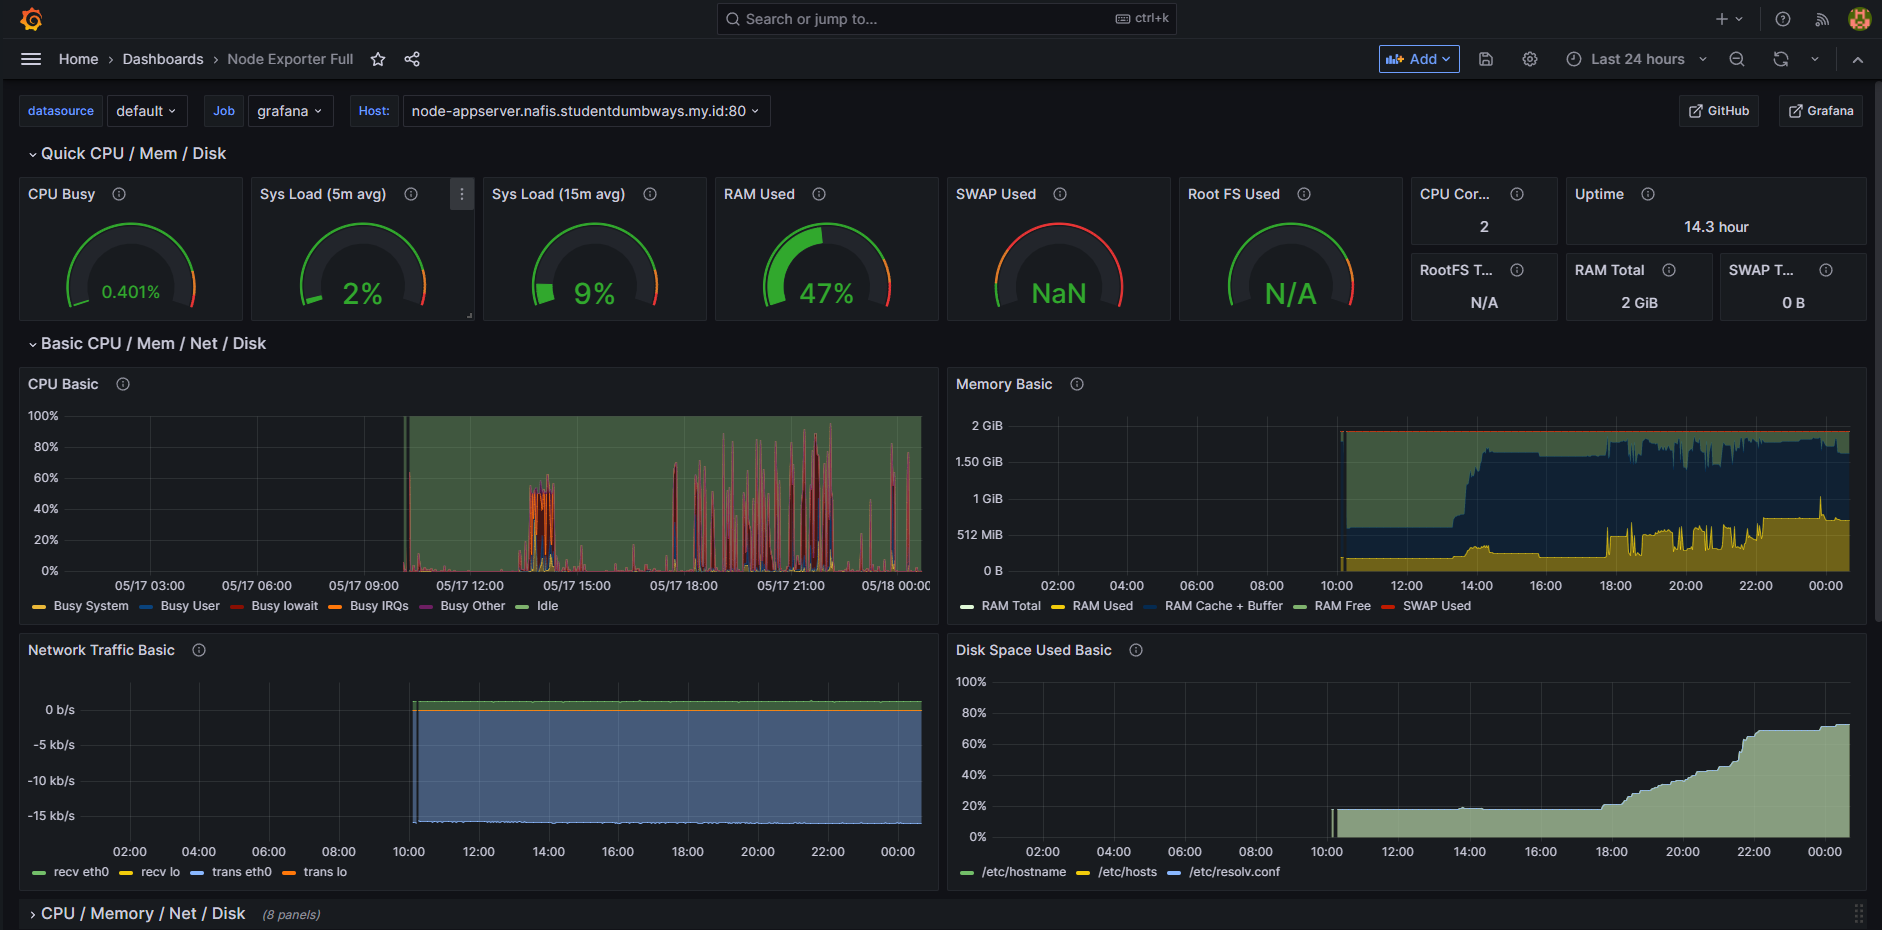 Search or jump to...
ctrl+k
Home › Dashboards › Node Exporter Full
Add
Last 24 hours
datasource default Job grafana Host: node-appserver.nafis.studentdumbways.my.id:80
GitHub
Grafana
Quick CPU / Mem / Disk
CPU Busy
0.401%
Sys Load (5m avg)
2%
Sys Load (15m avg)
9%
RAM Used
47%
SWAP Used
NaN
Root FS Used
N/A
CPU Cor...
2
Uptime
14.3 hour
RootFS T...
N/A
RAM Total
2 GiB
SWAP T...
0 B
Basic CPU / Mem / Net / Disk
CPU Basic
100%
80%
60%
40%
20%
0%
05/17 03:00 05/17 06:00 05/17 09:00 05/17 12:00 05/17 15:00 05/17 18:00 05/17 21:00 05/18 00:00
Busy System Busy User Busy Iowait Busy IRQs Busy Other Idle
Memory Basic
2 GiB
1.50 GiB
1 GiB
512 MiB
0 B
02:00 04:00 06:00 08:00 10:00 12:00 14:00 16:00 18:00 20:00 22:00 00:00
RAM Total RAM Used RAM Cache + Buffer RAM Free SWAP Used
Network Traffic Basic
0 b/s
-5 kb/s
-10 kb/s
-15 kb/s
02:00 04:00 06:00 08:00 10:00 12:00 14:00 16:00 18:00 20:00 22:00 00:00
recv eth0 recv lo trans eth0 trans lo
Disk Space Used Basic
100%
80%
60%
40%
20%
0%
02:00 04:00 06:00 08:00 10:00 12:00 14:00 16:00 18:00 20:00 22:00 00:00
/etc/hostname /etc/hosts /etc/resolv.conf
CPU / Memory / Net / Disk (8 panels)